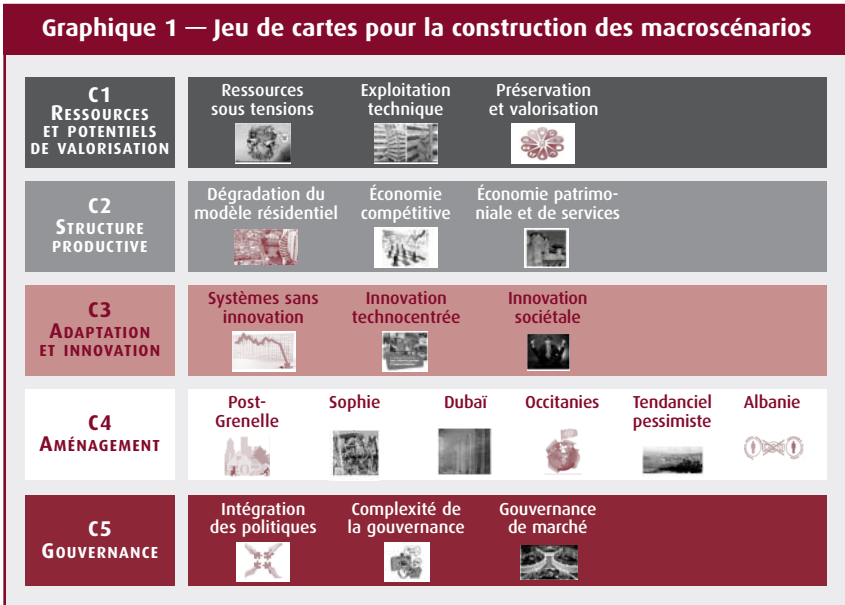 Graphique 1 — Jeu de cartes pour la construction des macroscénarios
C1
RESSOURCES
ET POTENTIELS
DE VALORISATION
Ressources
sous tensions
Exploitation
technique
Préservation
et valorisation
C2
STRUCTURE
PRODUCTIVE
Dégradation du
modèle résidentiel
Économie
compétitive
Économie patrimo-
niale et de services
C3
ADAPTATION
ET INNOVATION
Systèmes sans
innovation
Innovation
technocentrée
Innovation
sociétale
C4
AMÉNAGEMENT
Post-
Grenelle
Sophie
Dubaï
Occitanies
Tendanciel
pessimiste
Albanie
C5
GOUVERNANCE
Intégration
des politiques
Complexité de
la gouvernance
Gouvernance
de marché